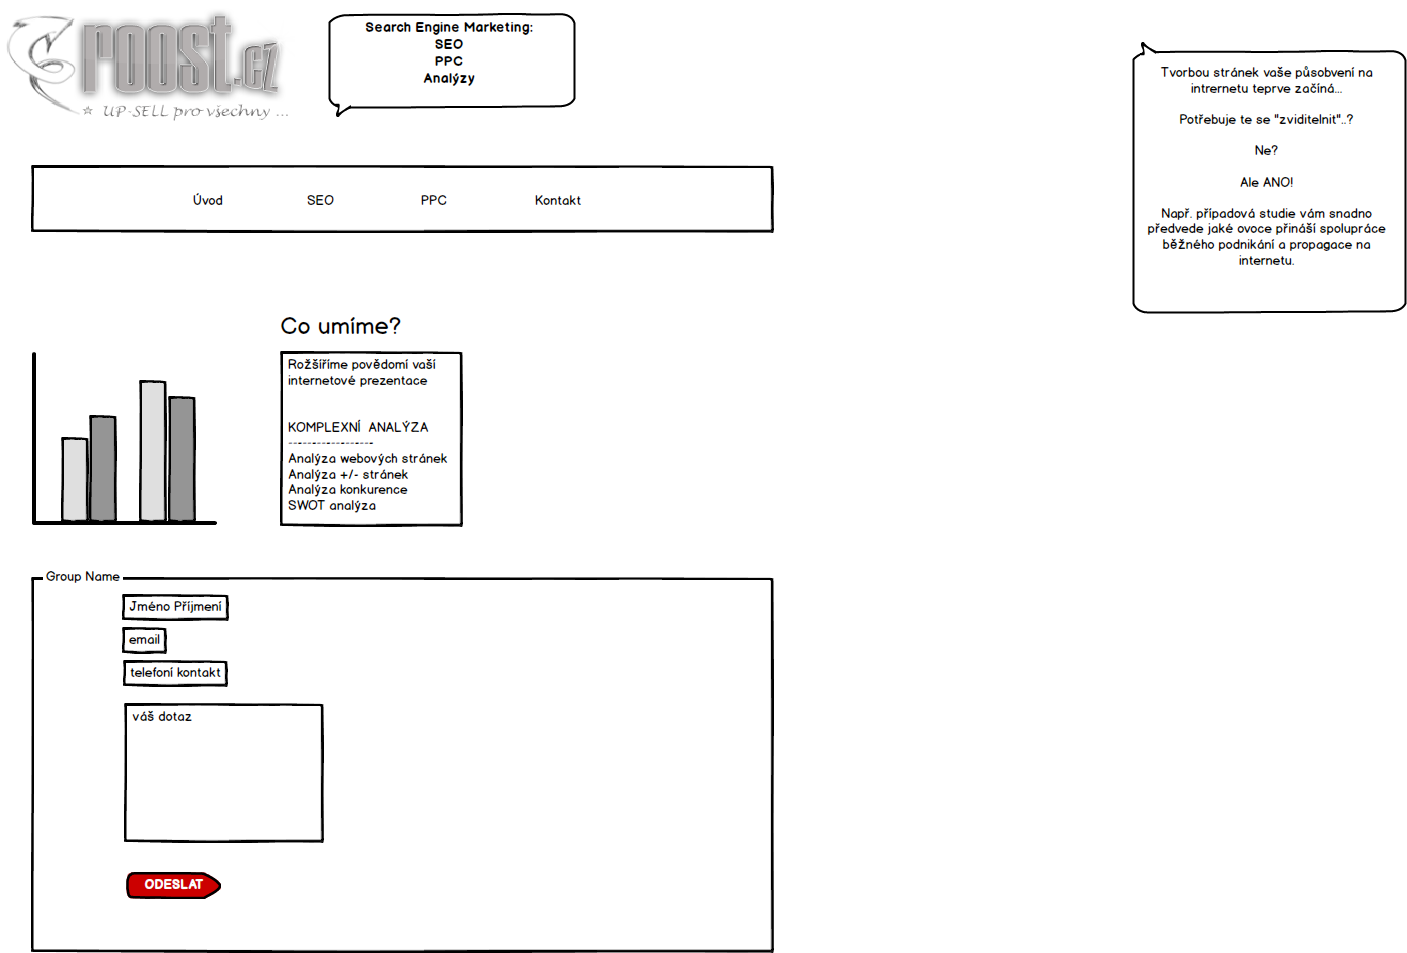 roost.cz
☆ UP-SELL pro všechny ...
Search Engine Marketing:
SEO
PPC
Analýzy
Tvorbou stránek vaše působvení na
intrernetu teprve začíná...
Potřebuje te se "zviditelnit"..?
Ne?
Ale ANO!
Např. případová studie vám snadno
předvede jaké ovoce přináší spolupráce
běžného podnikání a propagace na
internetu.
Úvod SEO PPC Kontakt
Co umíme?
Rožšíříme povědomí vaší
internetové prezentace
KOMPLEXNÍ ANALÝZA
------------------
Analýza webových stránek
Analýza +/- stránek
Analýza konkurence
SWOT analýza
Group Name
Jméno Příjmení
email
telefoní kontakt
váš dotaz
ODESLAT